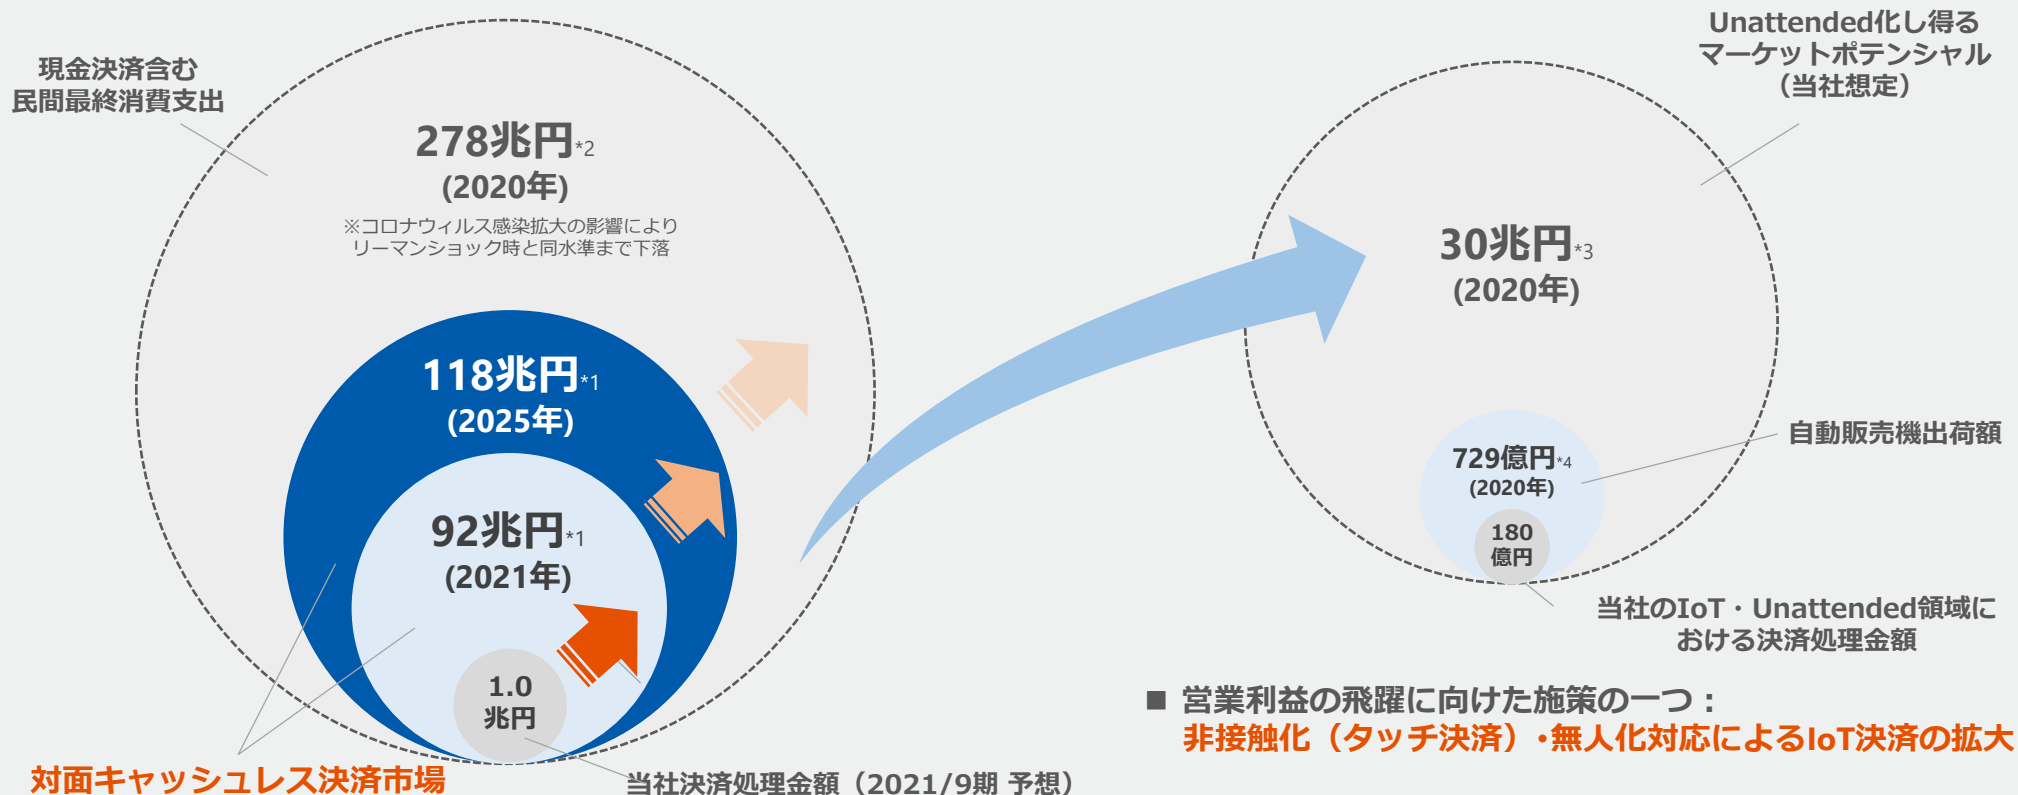 現金決済含む
民間最終消費支出
278兆円*2
(2020年)
※コロナウィルス感染拡大の影響により
リーマンショック時と同水準まで下落
118兆円*1
(2025年)
92兆円*1
(2021年)
1.0
兆円
対面キャッシュレス決済市場
当社決済処理金額（2021/9期 予想）
Unattended化し得る
マーケットポテンシャル
（当社想定）
30兆円*3
(2020年)
自動販売機出荷額
729億円*4
(2020年)
180
億円
当社のIoT・Unattended領域に
おける決済処理金額
■ 営業利益の飛躍に向けた施策の一つ：
非接触化（タッチ決済）･無人化対応によるIoT決済の拡大